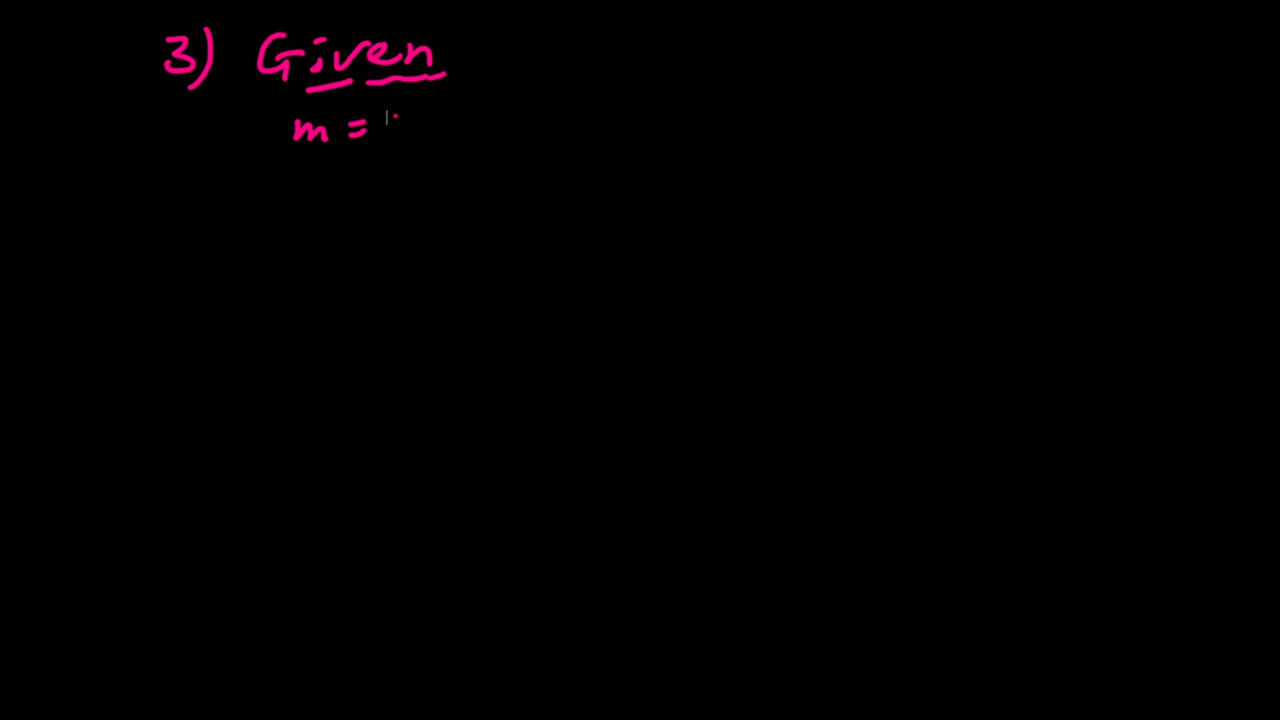 3) Given
m =